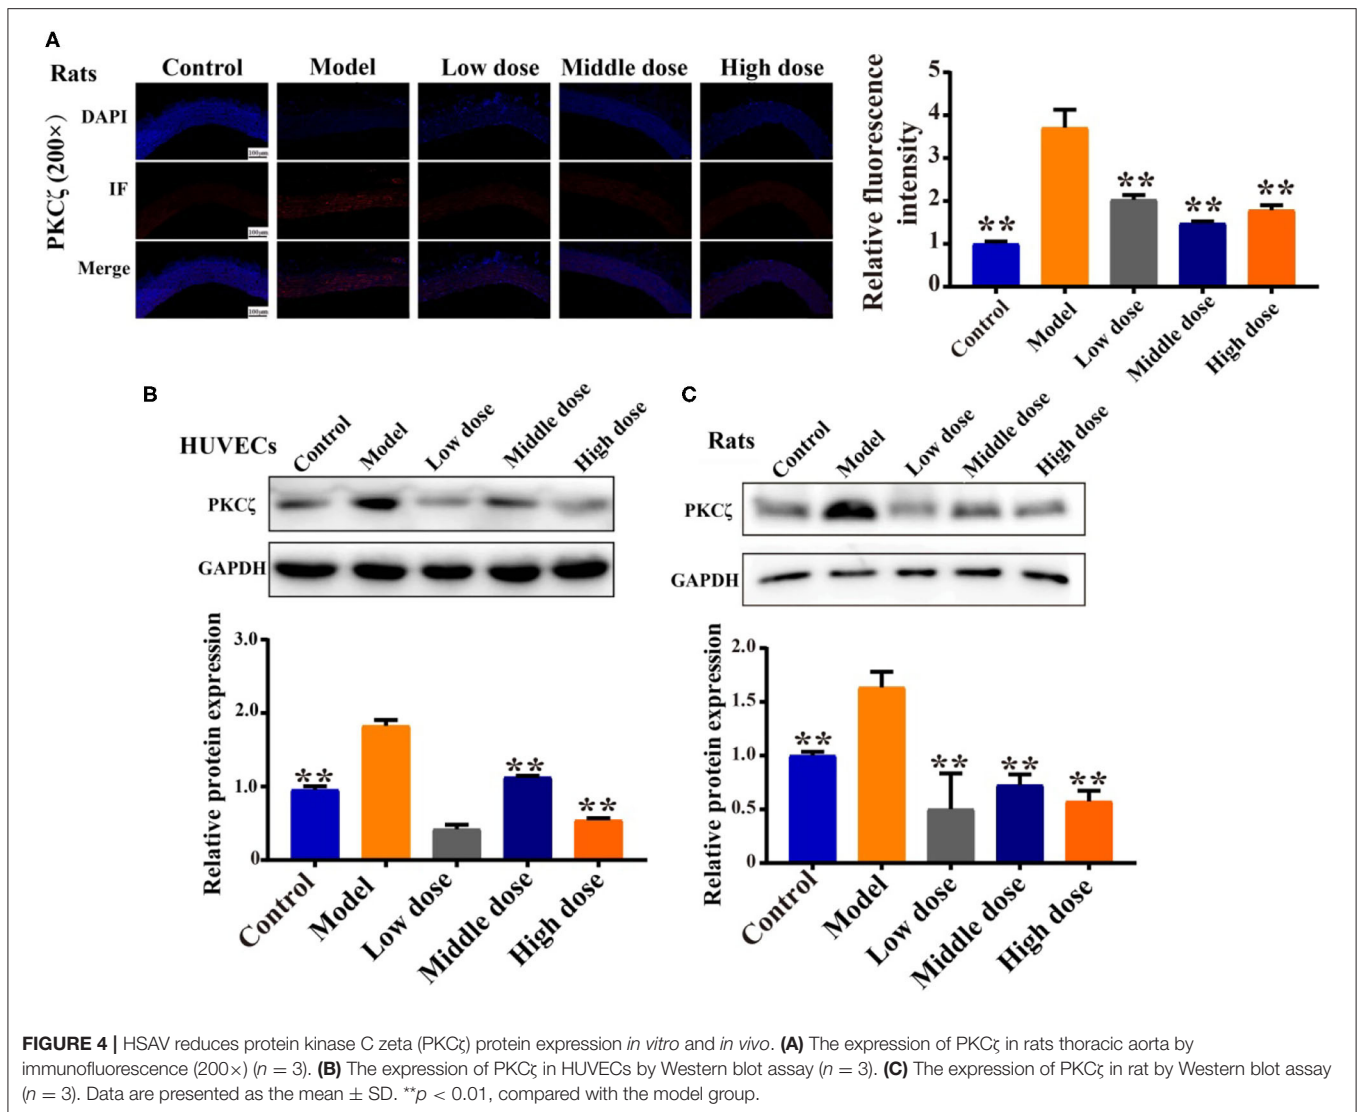 A
Rats
Control Model Low dose Middle dose High dose
PKCζ (200×)
DAPI
100μm
IF
100μm
Merge
100μm
Relative fluorescence
intensity
5
4
3
2
1
0
** ** ** **
Control Model Low dose Middle dose High dose
B
HUVECs
Control Model Low dose Middle dose High dose
PKCζ
GAPDH
Relative protein expression
3.0
2.0
1.0
0
** ** **
Control Model Low dose Middle dose High dose
C
Rats
Control Model Low dose Middle dose High dose
PKCζ
GAPDH
Relative protein expression
2.0
1.5
1.0
0.5
0
** ** ** **
Control Model Low dose Middle dose High dose
FIGURE 4 | HSAV reduces protein kinase C zeta (PKCζ) protein expression in vitro and in vivo. (A) The expression of PKCζ in rats thoracic aorta by
immunofluorescence (200×) (n = 3). (B) The expression of PKCζ in HUVECs by Western blot assay (n = 3). (C) The expression of PKCζ in rat by Western blot assay
(n = 3). Data are presented as the mean ± SD. **p < 0.01, compared with the model group.